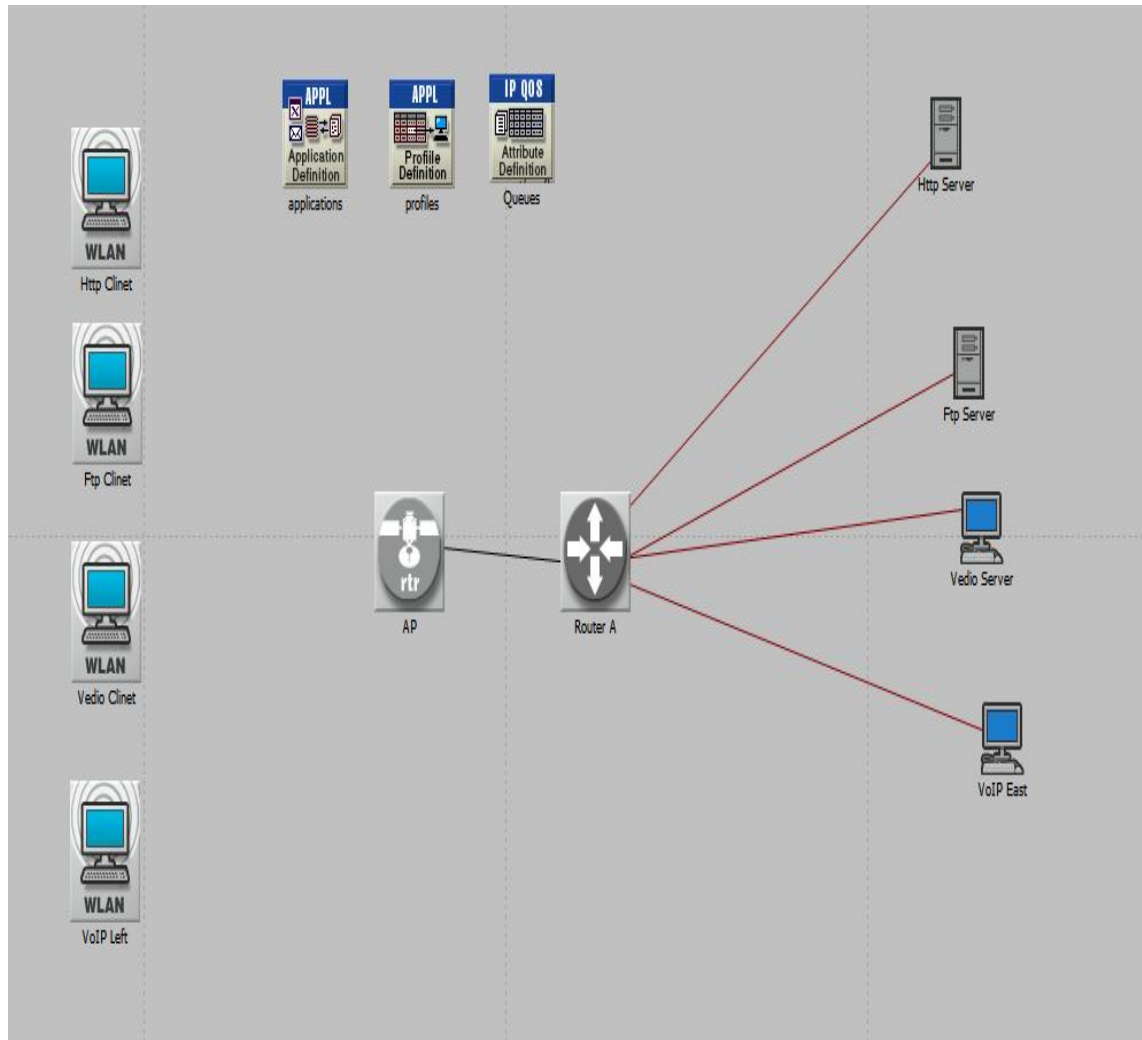 APPL
Application
Definition
applications
APPL
Profile
Definition
profiles
IP QOS
Attribute
Definition
Queues
WLAN
Http Clinet
WLAN
Ftp Clinet
WLAN
Vedio Clinet
WLAN
VoIP Left
rtr
AP
Router A
Http Server
Ftp Server
Vedio Server
VoIP East